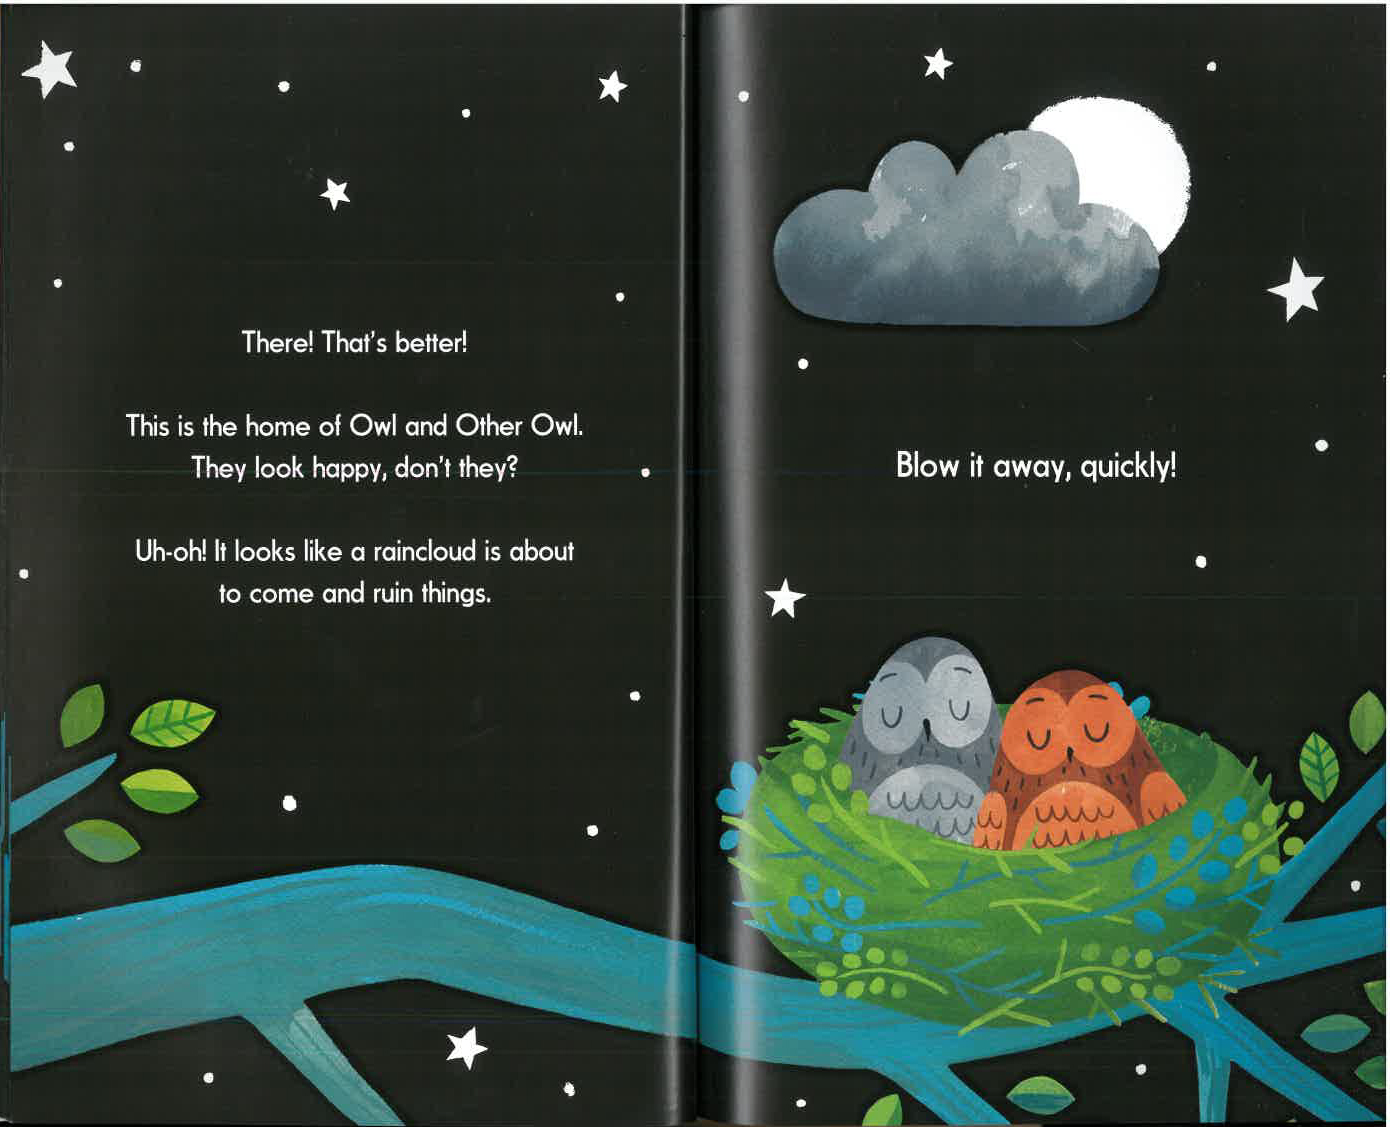 There! That's better!
This is the home of Owl and Other Owl.
They look happy, don't they?
Uh-oh! It looks like a raincloud is about
to come and ruin things.
Blow it away, quickly!